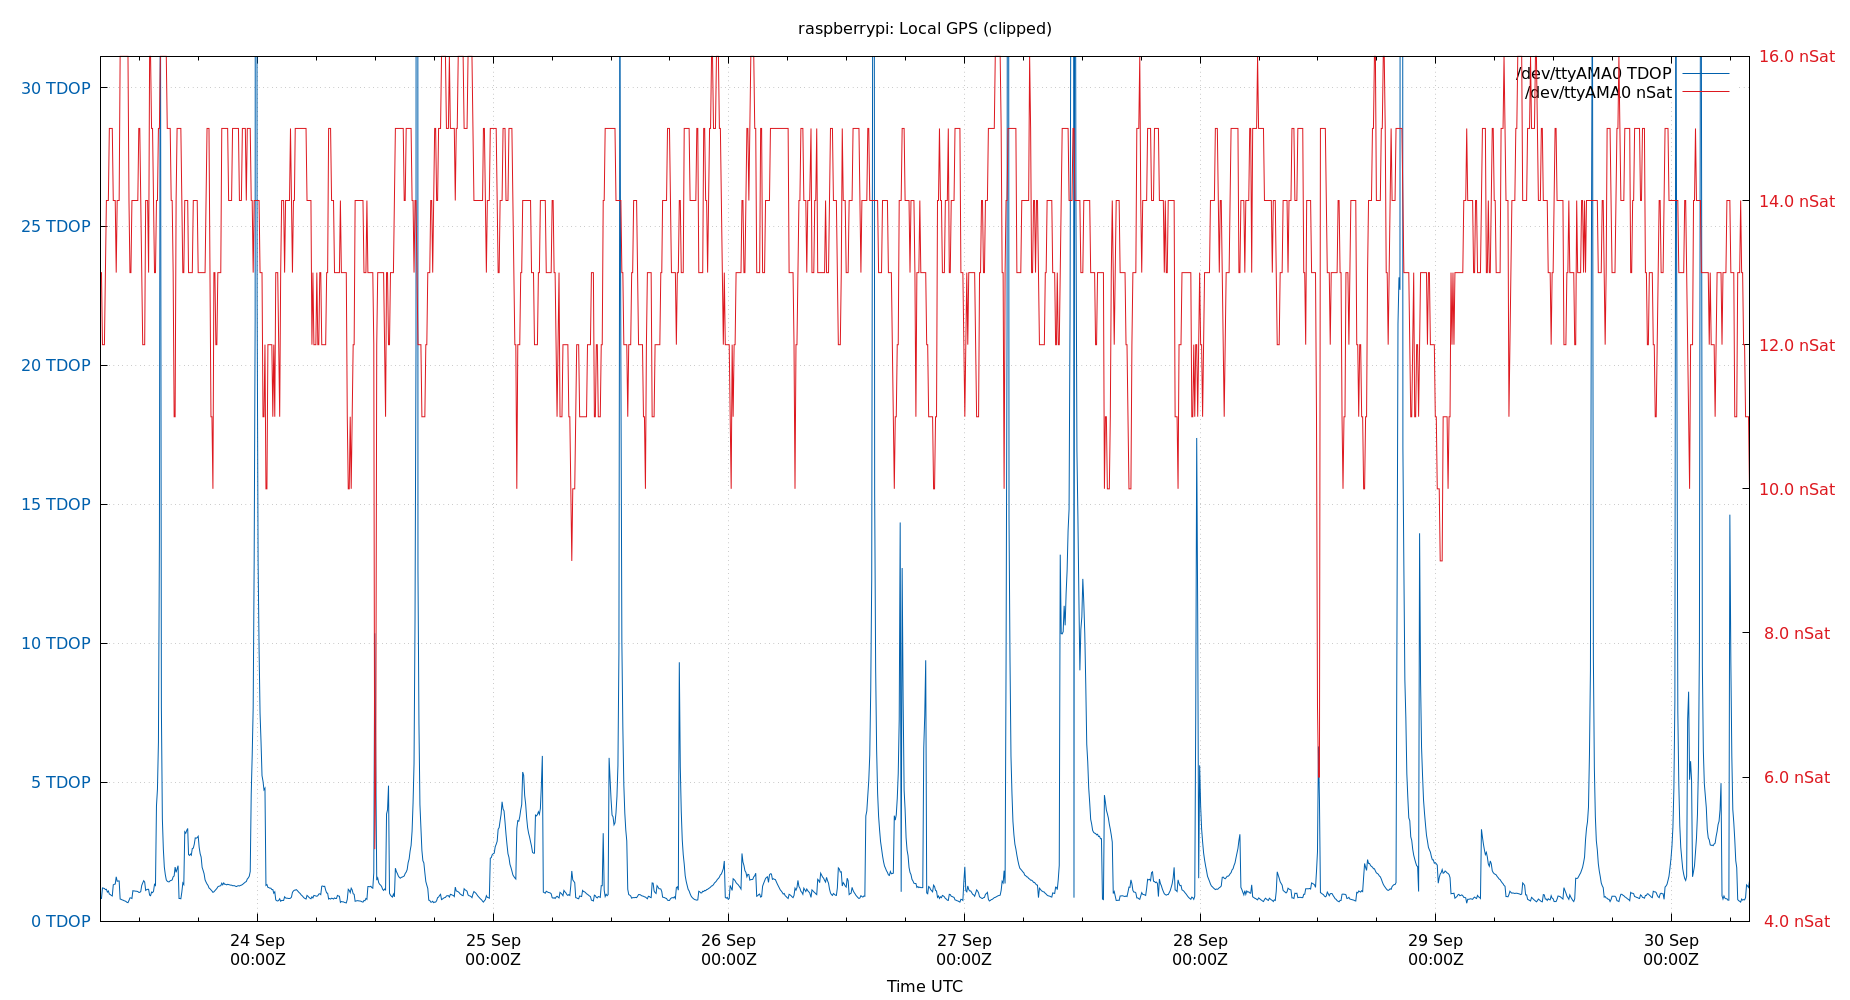 raspberrypi: Local GPS (clipped)
16.0 nSat
/dev/ttyAMA0 TDOP
30 TDOP
/dev/ttyAMA0 nSat
25 TDOP
14.0 nSat
20 TDOP
12.0 nSat
15 TDOP
10.0 nSat
10 TDOP
8.0 nSat
5 TDOP
6.0 nSat
0 TDOP
4.0 nSat
24 Sep
00:00Z
25 Sep
00:00Z
26 Sep
00:00Z
27 Sep
00:00Z
28 Sep
00:00Z
29 Sep
00:00Z
30 Sep
00:00Z
Time UTC